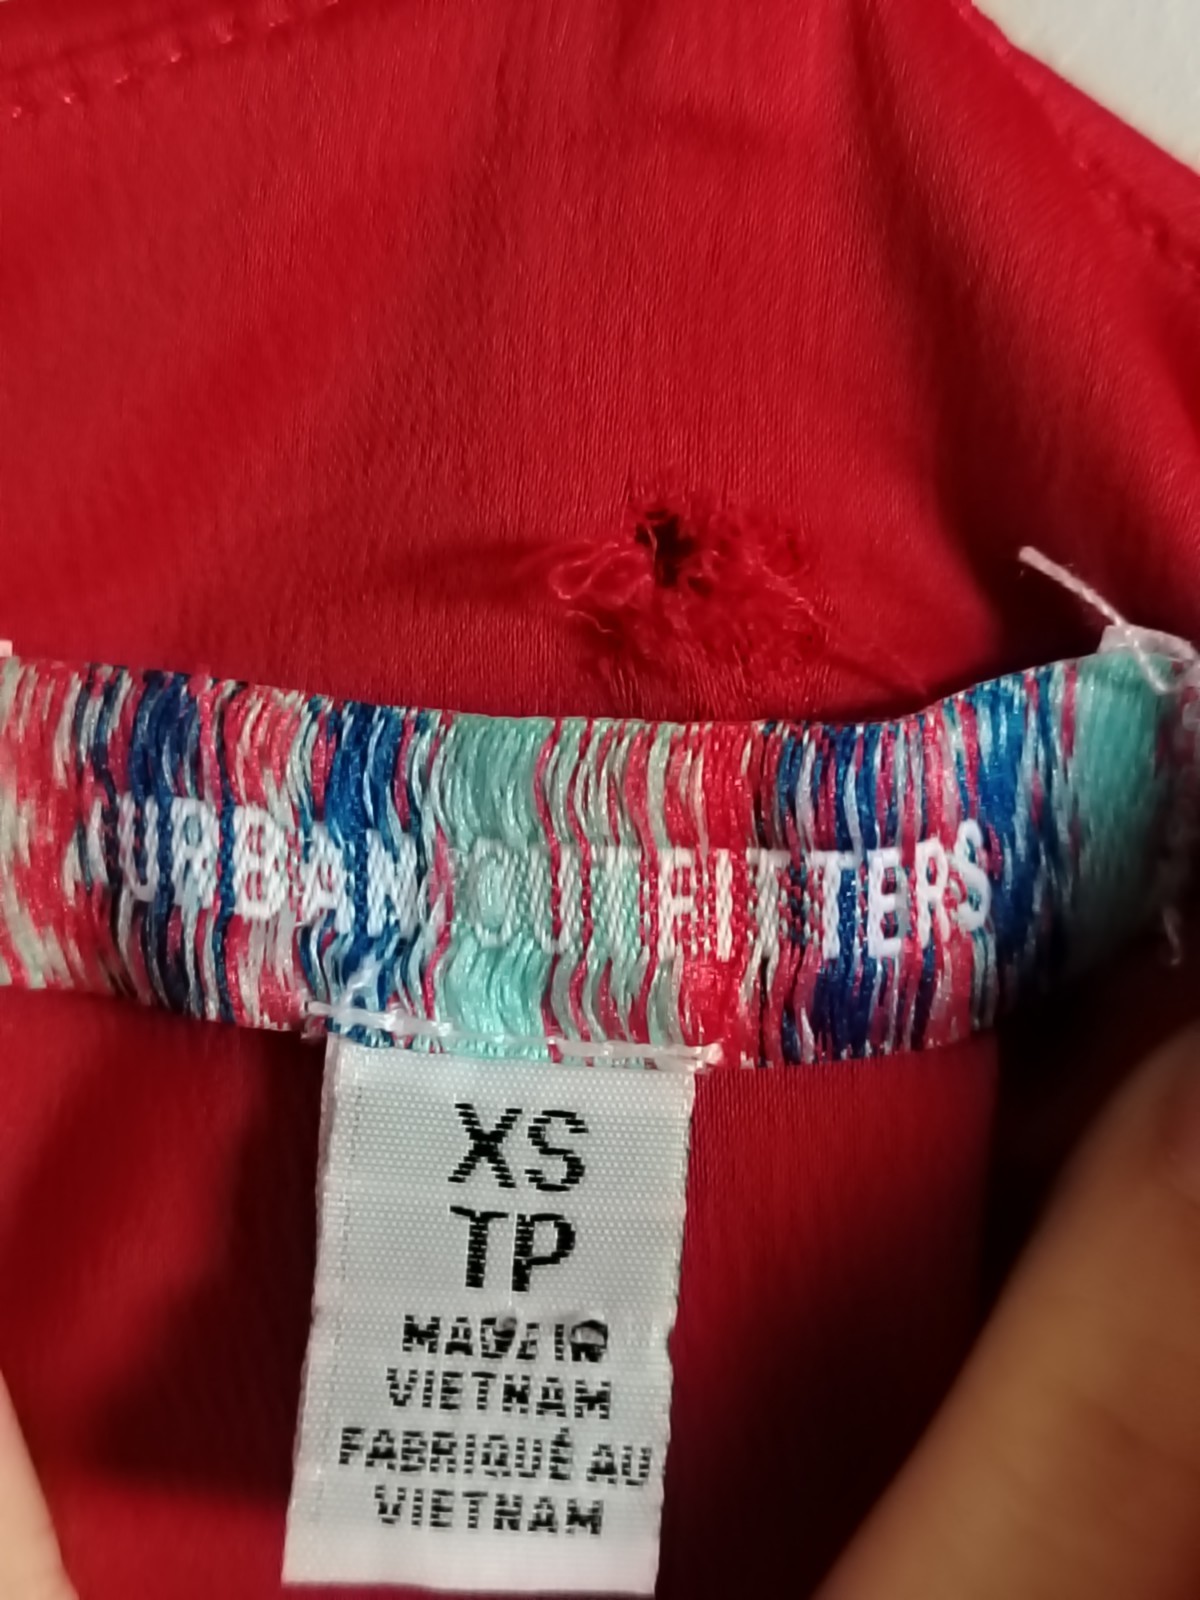 URBAN OUTFITTERS
XS
TP
MADE IN
VIETNAM
FABRIQUÉ AU
VIETNAM